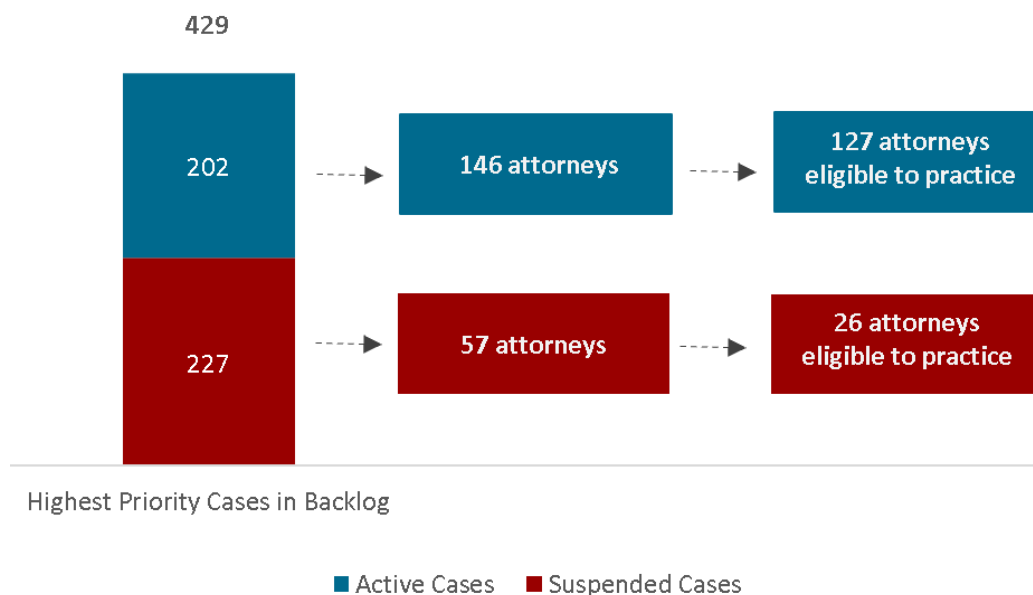 429
202
146 attorneys
127 attorneys
eligible to practice
227
57 attorneys
26 attorneys
eligible to practice
Highest Priority Cases in Backlog
Active Cases
Suspended Cases